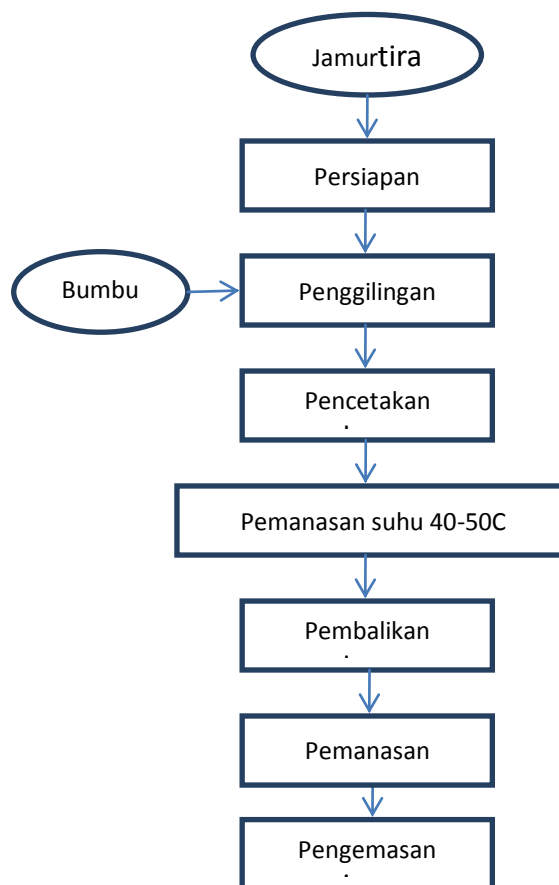 Jamurtira
Persiapan
Bumbu
Penggilingan
Pencetakan
Pemanasan suhu 40-50C
Pembalikan
Pemanasan
Pengemasan